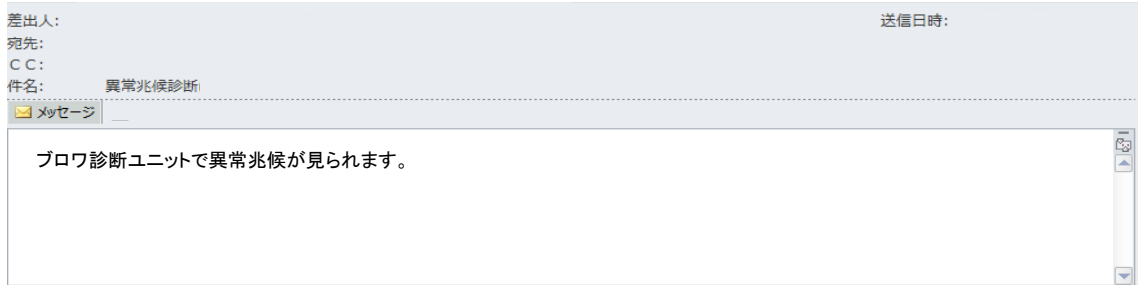 差出人:
送信日時:
宛先:
ＣＣ:
件名: 異常兆候診断
メッセージ
ブロワ診断ユニットで異常兆候が見られます。